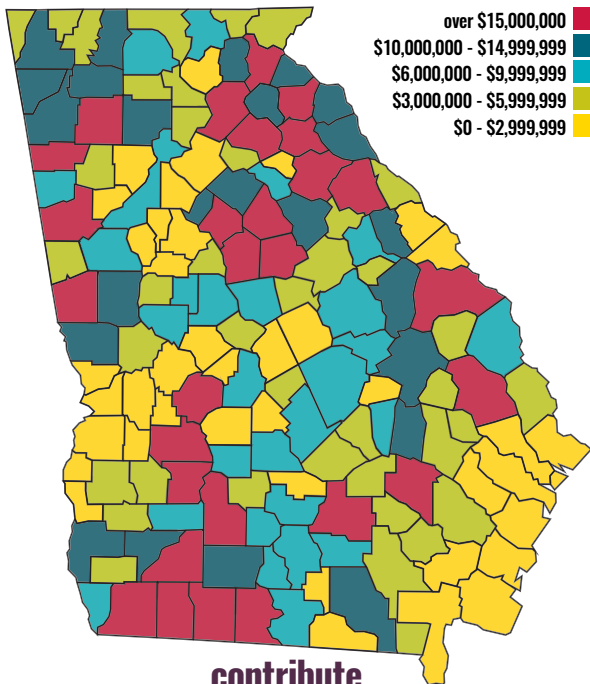 over $15,000,000
$10,000,000 - $14,999,999
$6,000,000 - $9,999,999
$3,000,000 - $5,999,999
$0 - $2,999,999
contribute